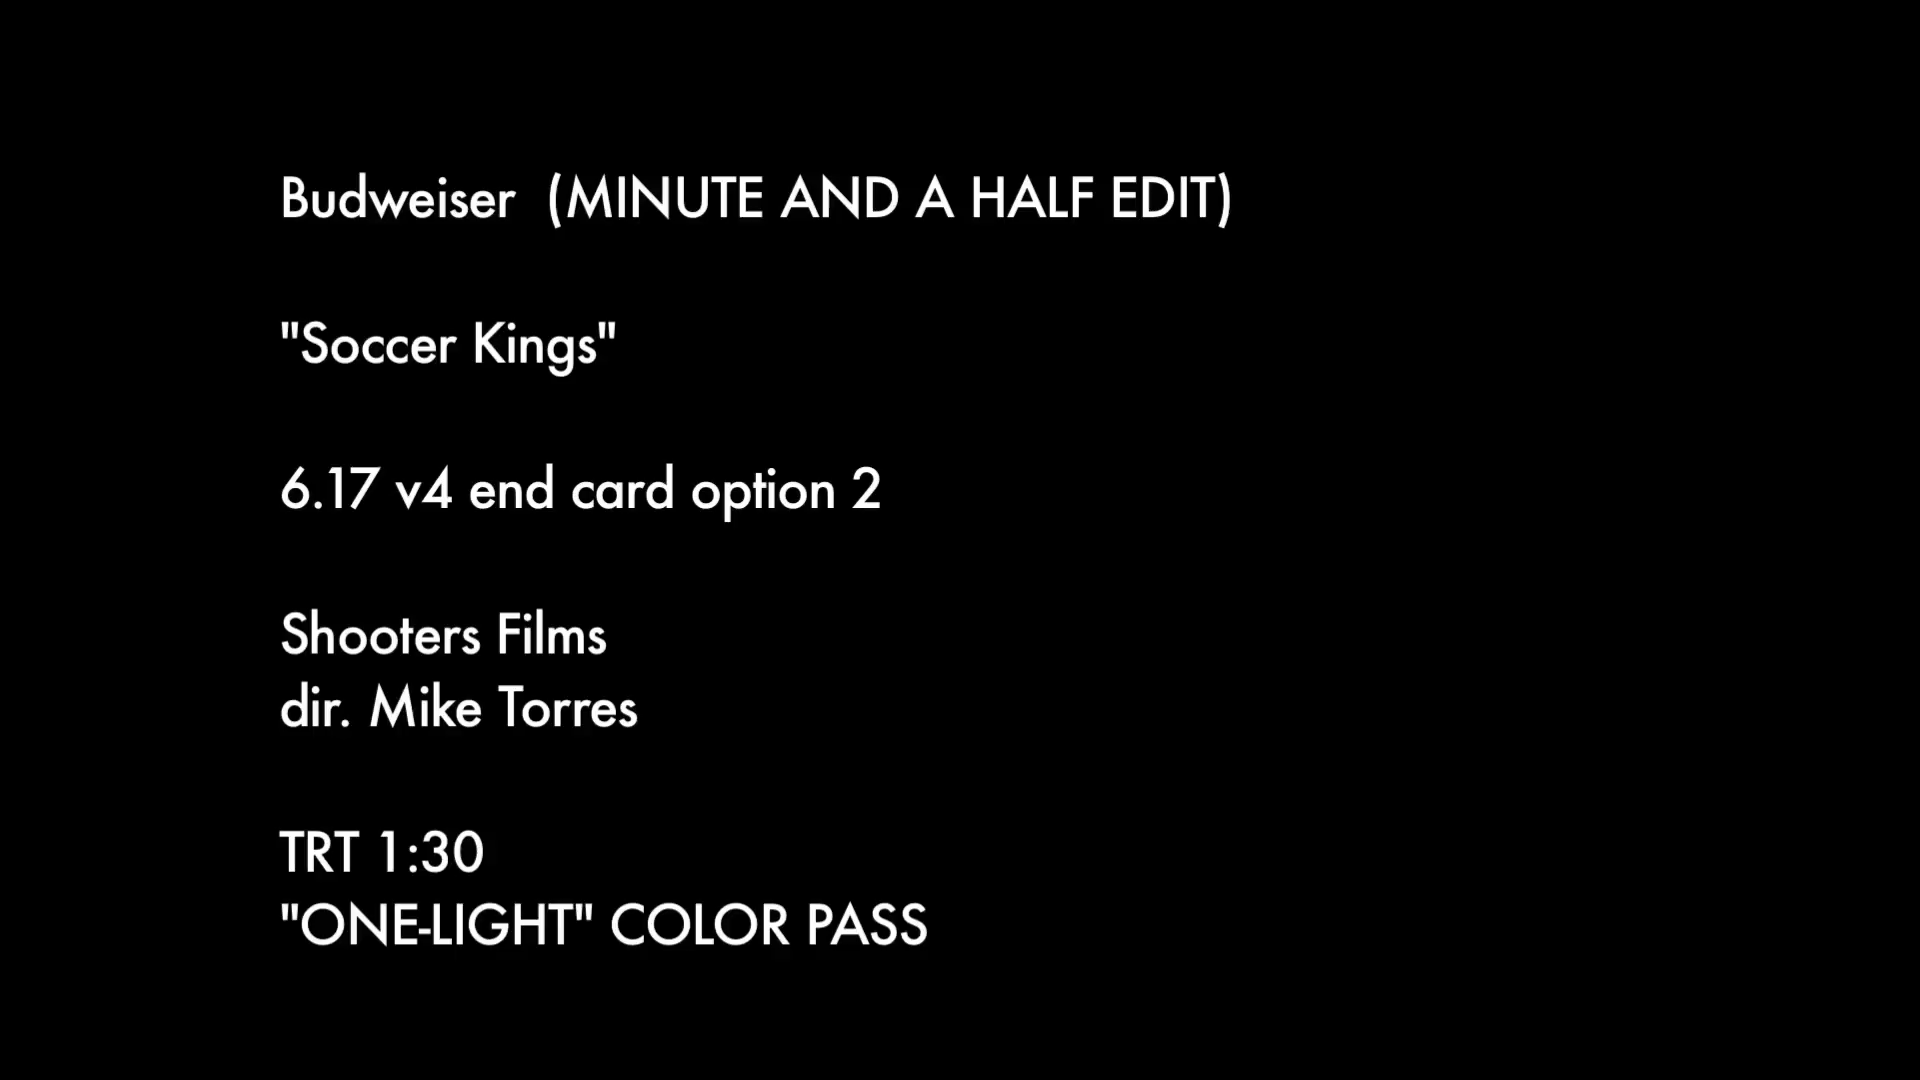 Budweiser  (MINUTE AND A HALF EDIT)
"Soccer Kings"
6.17 v4 end card option 2
Shooters Films
dir. Mike Torres
TRT 1:30
"ONE-LIGHT" COLOR PASS